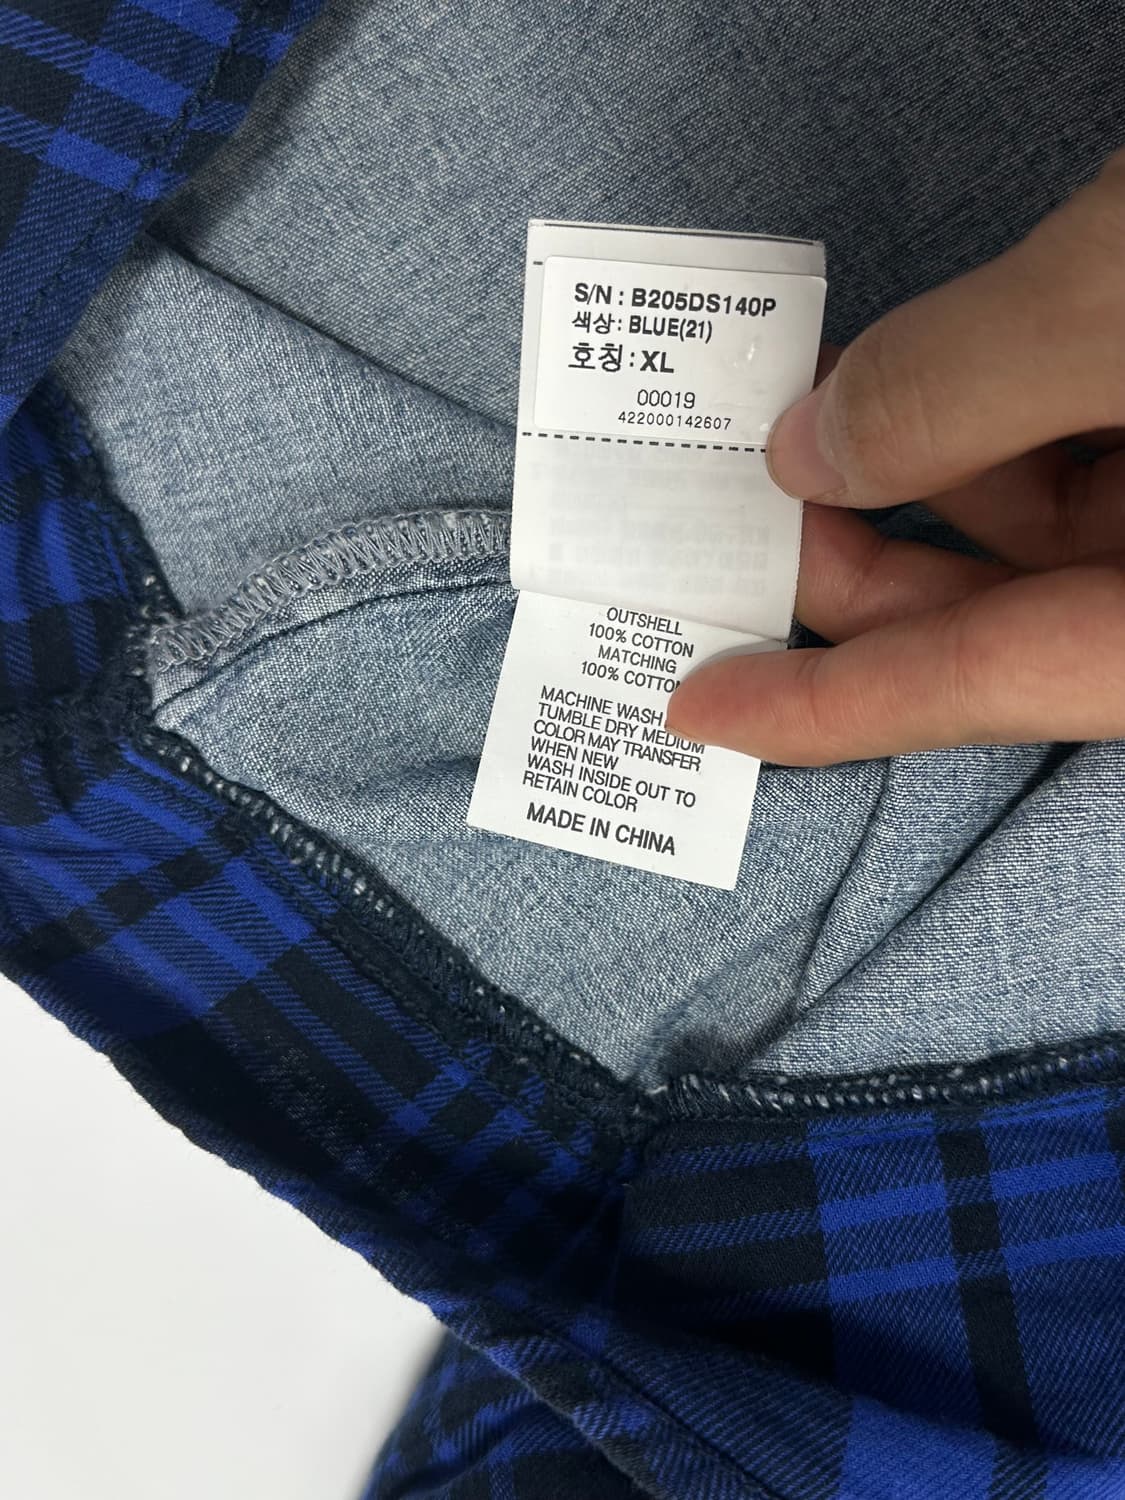 S/N : B205DS140P
색상: BLUE(21)
호칭: XL
00019
422000142607
OUTSHELL
100% COTTON
MATCHING
100% COTTON
MACHINE WASH
TUMBLE DRY MEDIUM
COLOR MAY TRANSFER
WHEN NEW
WASH INSIDE OUT TO
RETAIN COLOR
MADE IN CHINA